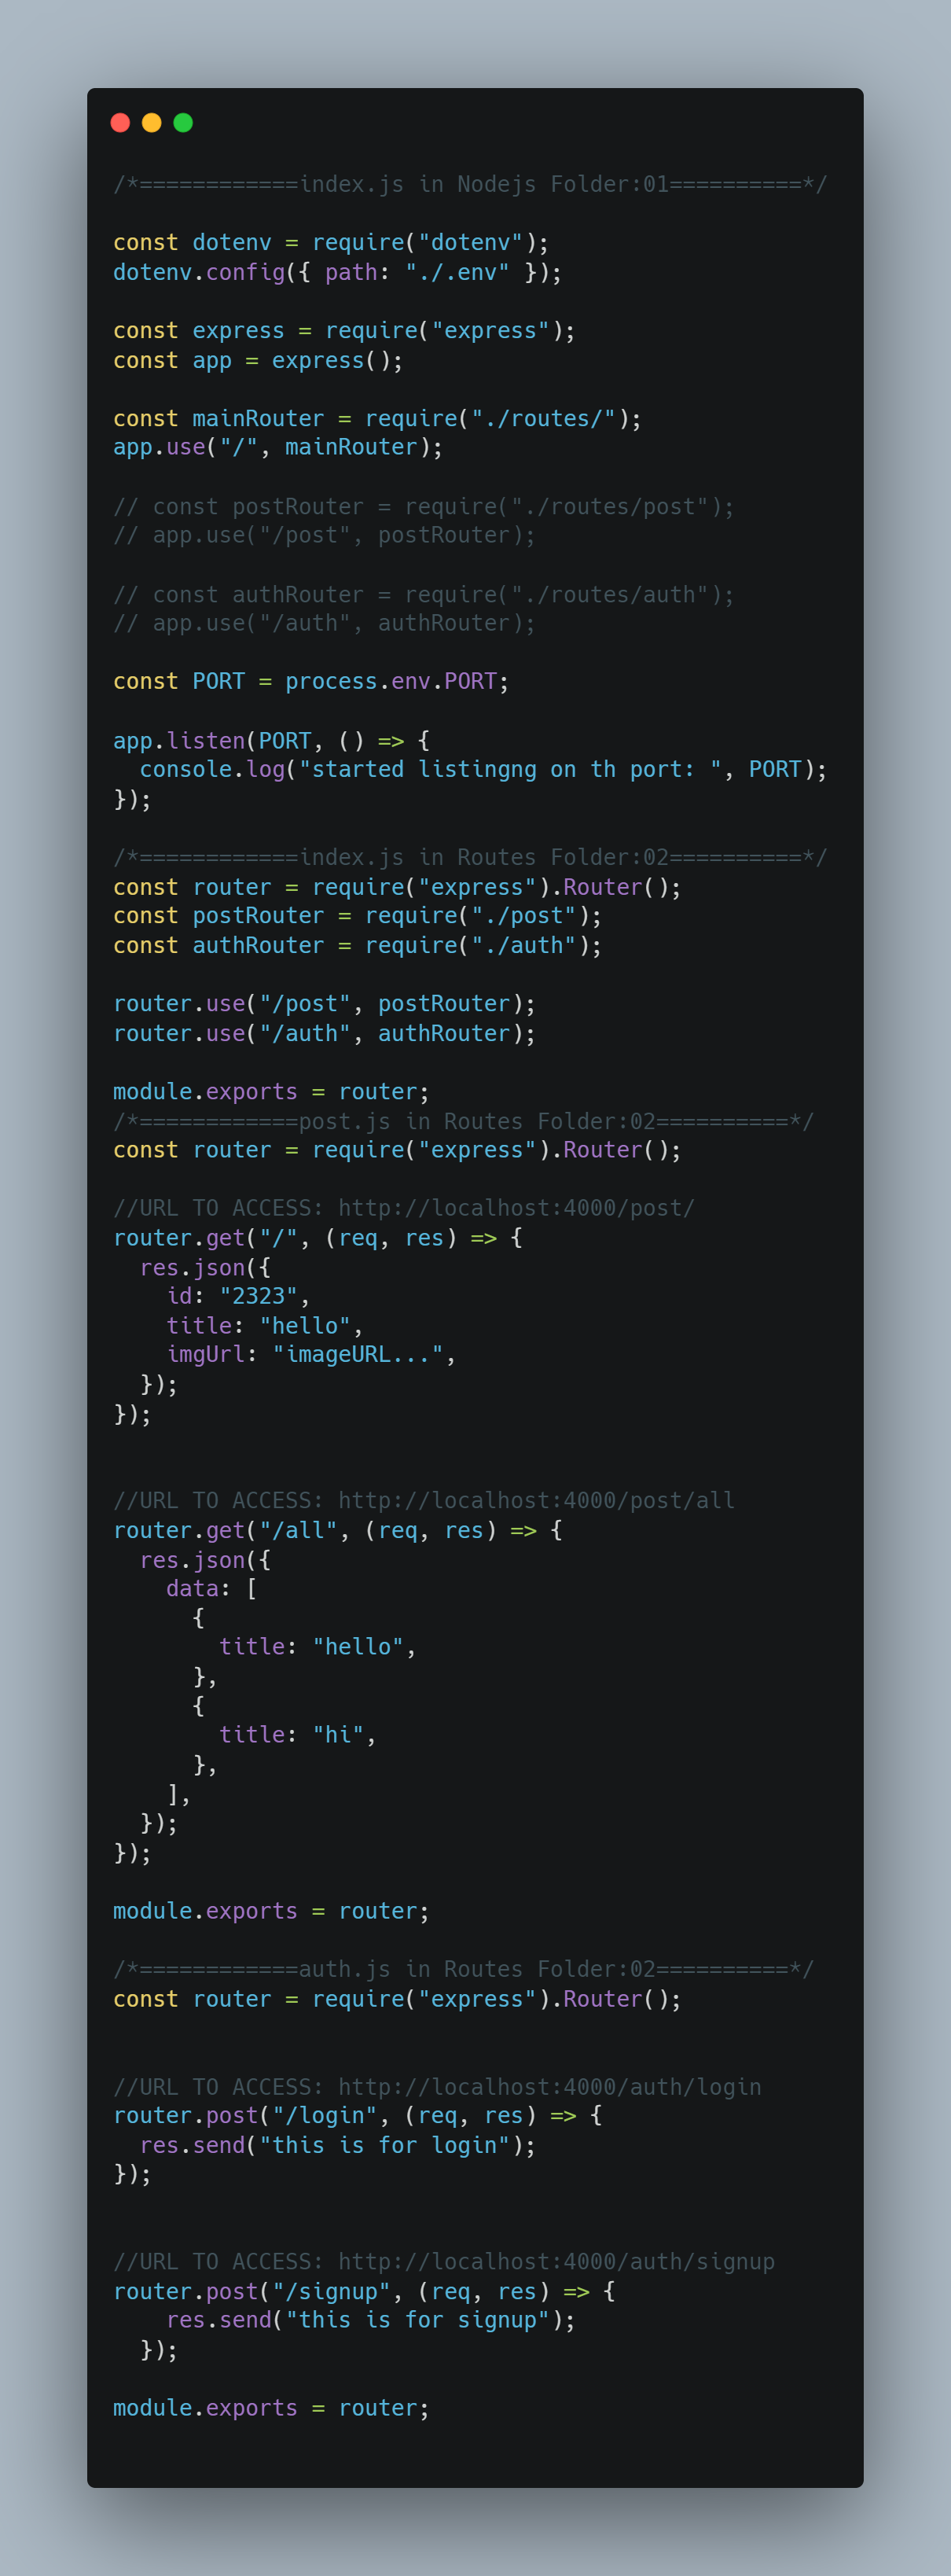 /*============index.js in Nodejs Folder:01==========*/
const dotenv = require("dotenv");
dotenv.config({ path: "./.env" });
const express = require("express");
const app = express();
const mainRouter = require("./routes/");
app.use("/", mainRouter);
// const postRouter = require("./routes/post");
// app.use("/post", postRouter);
// const authRouter = require("./routes/auth");
// app.use("/auth", authRouter);
const PORT = process.env.PORT;
app.listen(PORT, () => {
  console.log("started listingng on th port: ", PORT);
});
/*============index.js in Routes Folder:02==========*/
const router = require("express").Router();
const postRouter = require("./post");
const authRouter = require("./auth");
router.use("/post", postRouter);
router.use("/auth", authRouter);
module.exports = router;
/*============post.js in Routes Folder:02==========*/
const router = require("express").Router();
//URL TO ACCESS: http://localhost:4000/post/
router.get("/", (req, res) => {
  res.json({
    id: "2323",
    title: "hello",
    imgUrl: "imageURL...",
  });
});
//URL TO ACCESS: http://localhost:4000/post/all
router.get("/all", (req, res) => {
  res.json({
    data: [
      {
        title: "hello",
      },
      {
        title: "hi",
      },
    ],
  });
});
module.exports = router;
/*============auth.js in Routes Folder:02==========*/
const router = require("express").Router();
//URL TO ACCESS: http://localhost:4000/auth/login
router.post("/login", (req, res) => {
  res.send("this is for login");
});
//URL TO ACCESS: http://localhost:4000/auth/signup
router.post("/signup", (req, res) => {
    res.send("this is for signup");
  });
module.exports = router;